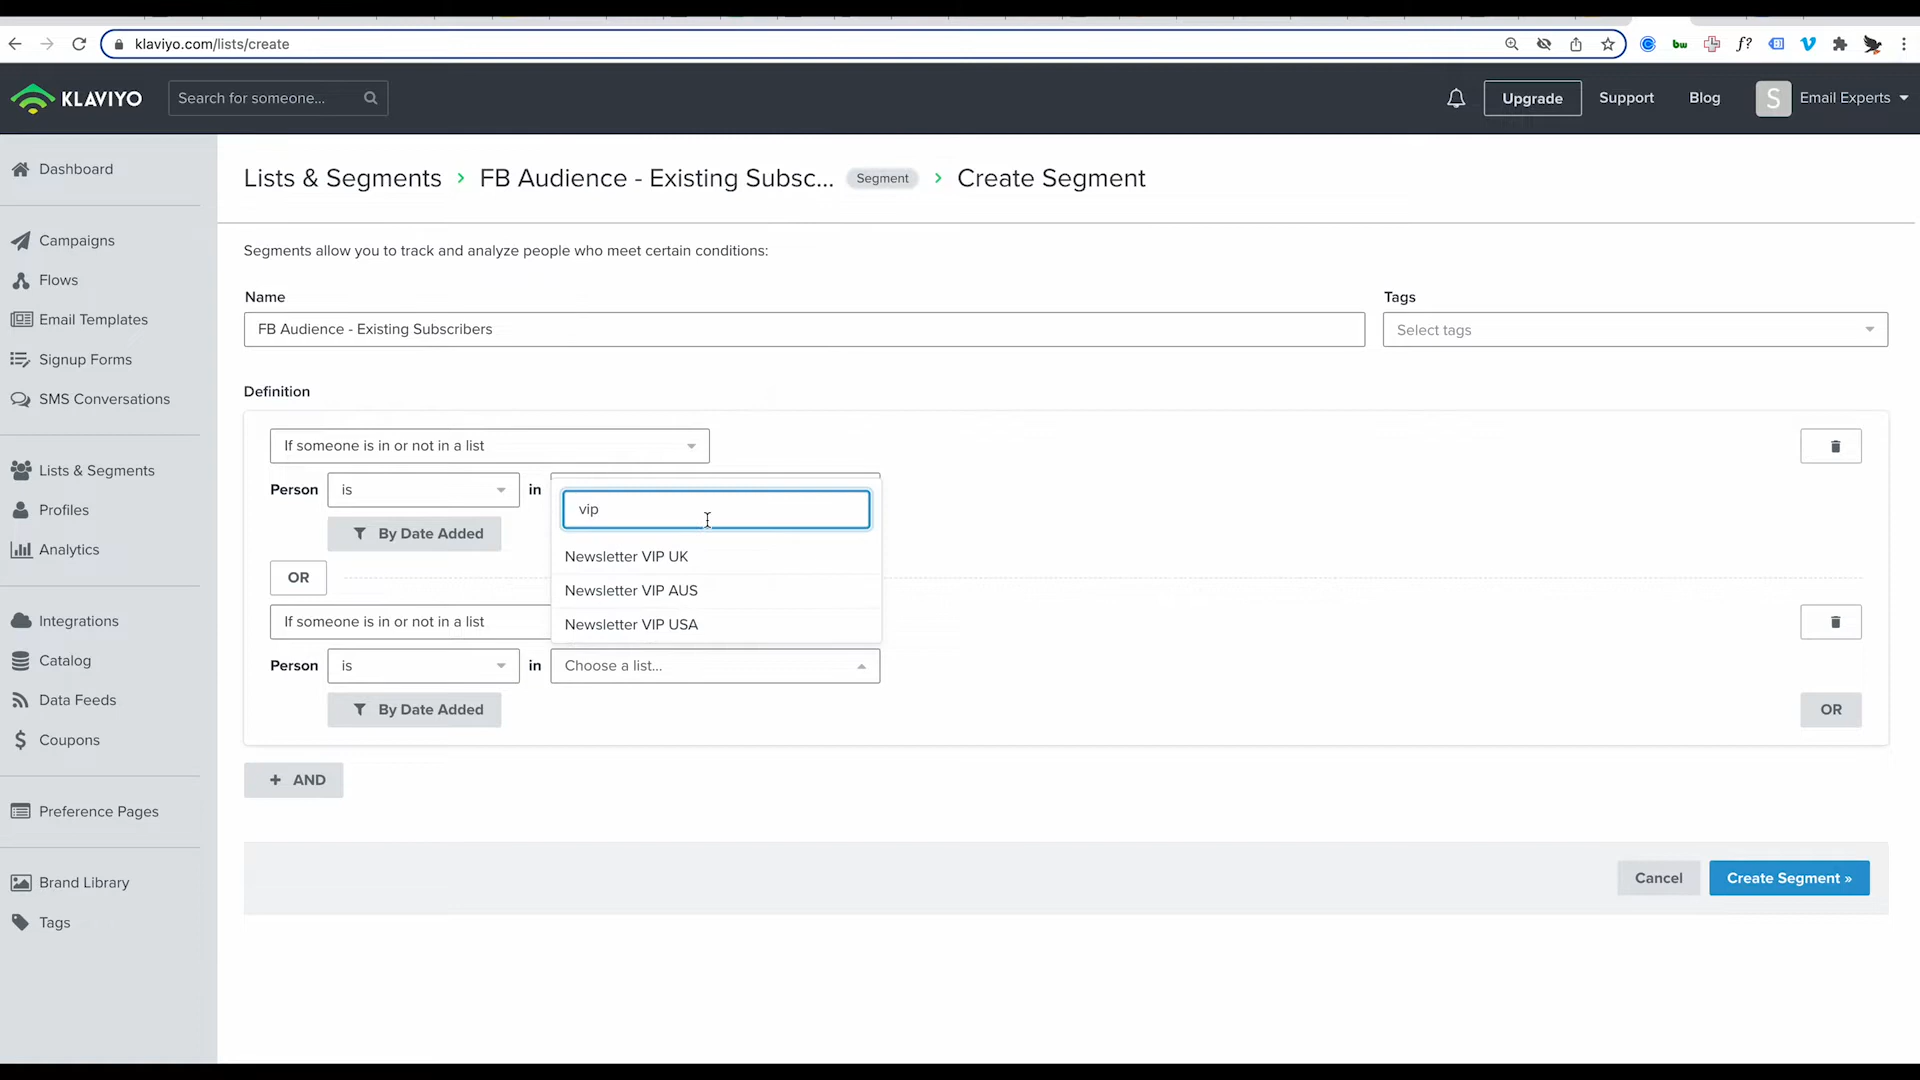 klaviyo.com/lists/create
bw
f?
KLAVIYO
Search for someone...
Upgrade
Support
Blog
S
Email Experts
Dashboard
Campaigns
Flows
Email Templates
Signup Forms
SMS Conversations
Lists & Segments
Profiles
Analytics
Integrations
Catalog
Data Feeds
Coupons
Preference Pages
Brand Library
Tags
Lists & Segments › FB Audience - Existing Subsc... Segment › Create Segment
Segments allow you to track and analyze people who meet certain conditions:
Name
FB Audience - Existing Subscribers
Tags
Select tags
Definition
If someone is in or not in a list
Person is in
vip
Newsletter VIP UK
Newsletter VIP AUS
Newsletter VIP USA
By Date Added
OR
If someone is in or not in a list
Person is in Choose a list...
By Date Added
OR
+ AND
Cancel
Create Segment »